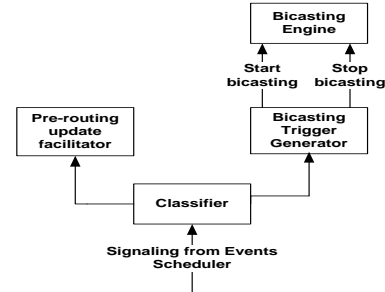 Bicasting
Engine
Start
bicasting
Stop
bicasting
Pre-routing
update
facilitator
Bicasting
Trigger
Generator
Classifier
Signaling from Events
Scheduler